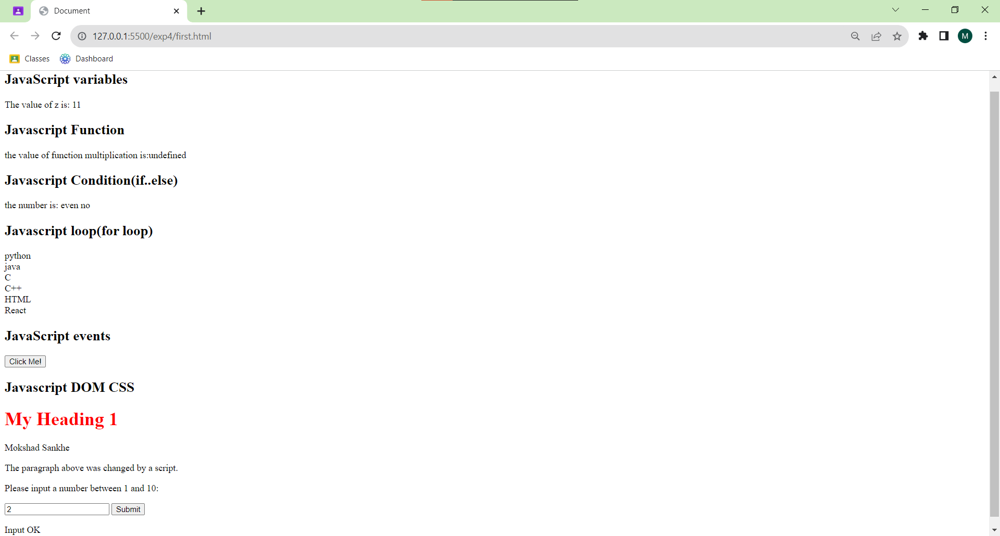 Document
127.0.0.1:5500/exp4/first.html
M
Classes Dashboard
JavaScript variables
The value of z is: 11
Javascript Function
the value of function multiplication is:undefined
Javascript Condition(if..else)
the number is: even no
Javascript loop(for loop)
python
java
C
C++
HTML
React
JavaScript events
Click Me!
Javascript DOM CSS
My Heading 1
Mokshad Sankhe
The paragraph above was changed by a script.
Please input a number between 1 and 10:
2 Submit
Input OK